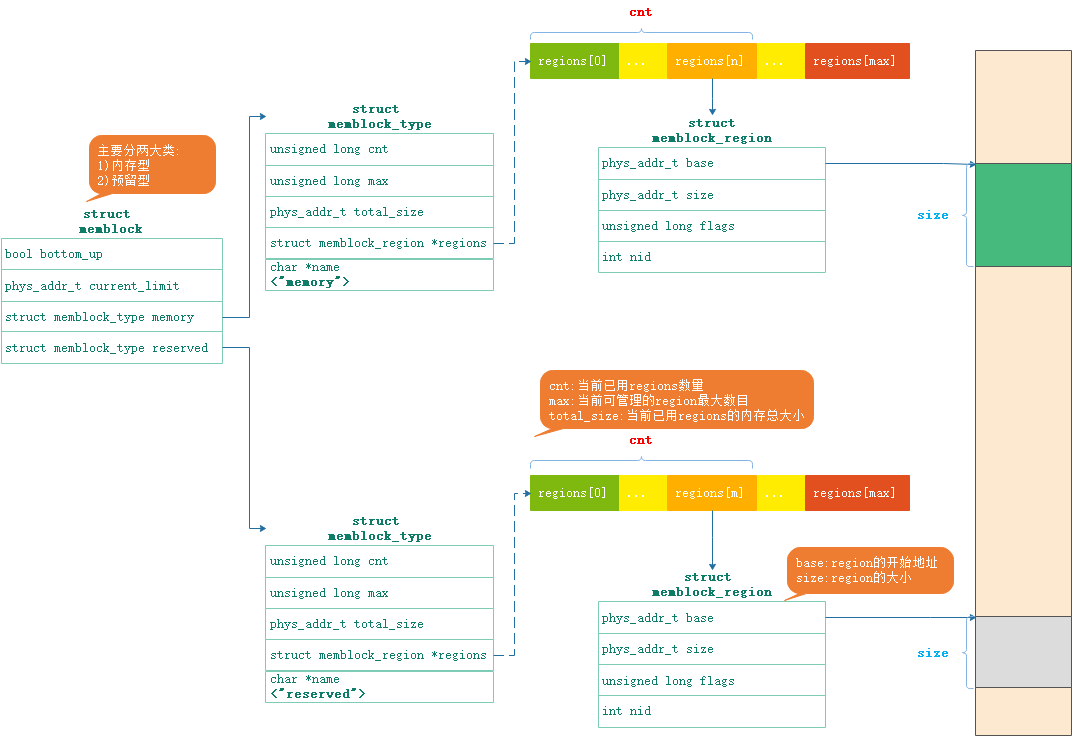 主要分两大类:
1)内存型
2)预留型
struct
memblock
bool bottom_up
phys_addr_t current_limit
struct memblock_type memory
struct memblock_type reserved
struct
memblock_type
unsigned long cnt
unsigned long max
phys_addr_t total_size
struct memblock_region *regions
char *name
<"memory">
cnt
regions[0]
...
regions[n]
...
regions[max]
struct
memblock_region
phys_addr_t base
phys_addr_t size
unsigned long flags
int nid
size
cnt:当前已用regions数量
max:当前可管理的region最大数目
total_size:当前已用regions的内存总大小
cnt
regions[0]
...
regions[m]
...
regions[max]
struct
memblock_type
unsigned long cnt
unsigned long max
phys_addr_t total_size
struct memblock_region *regions
char *name
<"reserved">
base:region的开始地址
size:region的大小
struct
memblock_region
phys_addr_t base
phys_addr_t size
unsigned long flags
int nid
size